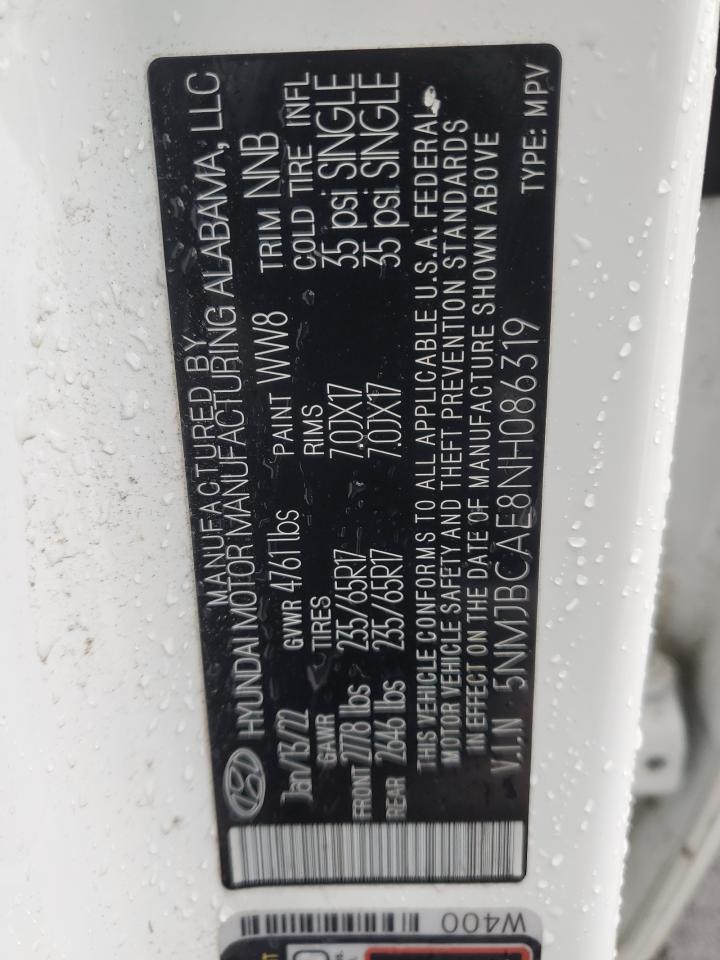 MANUFACTURED BY
HYUNDAI MOTOR MANUFACTURING ALABAMA, LLC
Jan/13/22 GVWR 4761 lbs PAINT WW8 TRIM NNB
GAWR TIRES RIMS COLD TIRE INFL
FRONT 2778 lbs 235/65R17 7.0JX17 35 psi SINGLE
REAR 2646 lbs 235/65R17 7.0JX17 35 psi SINGLE
THIS VEHICLE CONFORMS TO ALL APPLICABLE U.S.A. FEDERAL
MOTOR VEHICLE SAFETY AND THEFT PREVENTION STANDARDS
IN EFFECT ON THE DATE OF MANUFACTURE SHOWN ABOVE
V.I.N : 5NMJBCAE8NH086319
TYPE: MPV
W400